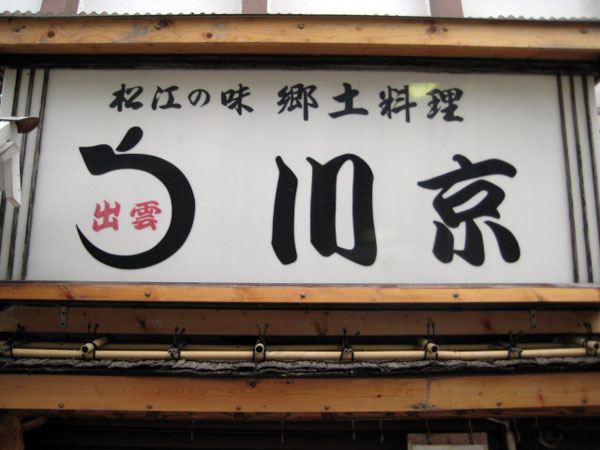 松江の味 郷土料理
う 出雲 川京